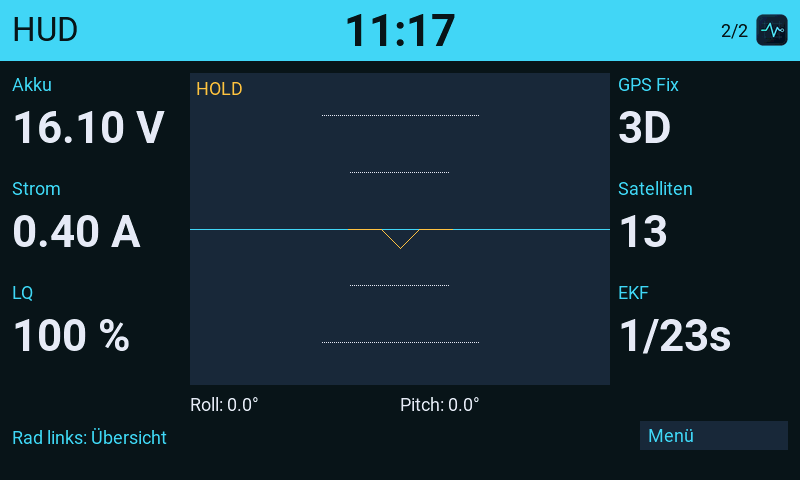 HUD
11:17
2/2
Akku
16.10 V
Strom
0.40 A
LQ
100 %
HOLD
Roll: 0.0°
Pitch: 0.0°
GPS Fix
3D
Satelliten
13
EKF
1/23s
Rad links: Übersicht
Menü